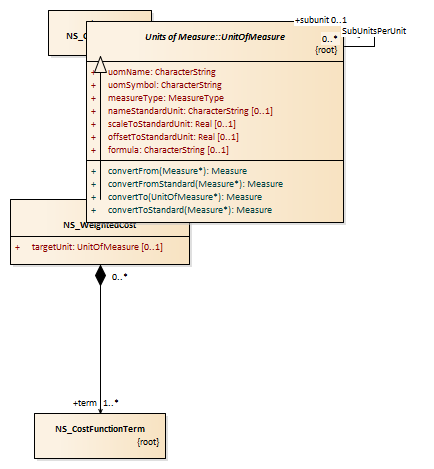 +subunit 0..1
SubUnitsPerUnit
Units of Measure::UnitOfMeasure
0..*
{root}
+ uomName: CharacterString
+ uomSymbol: CharacterString
+ measureType: MeasureType
+ nameStandardUnit: CharacterString [0..1]
+ scaleToStandardUnit: Real [0..1]
+ offsetToStandardUnit: Real [0..1]
+ formula: CharacterString [0..1]
+ convertFrom(Measure*): Measure
+ convertFromStandard(Measure*): Measure
+ convertTo(UnitOfMeasure*): Measure
+ convertToStandard(Measure*): Measure
NS_WeightedCost
+ targetUnit: UnitOfMeasure [0..1]
0..*
+term 1..*
NS_CostFunctionTerm
{root}